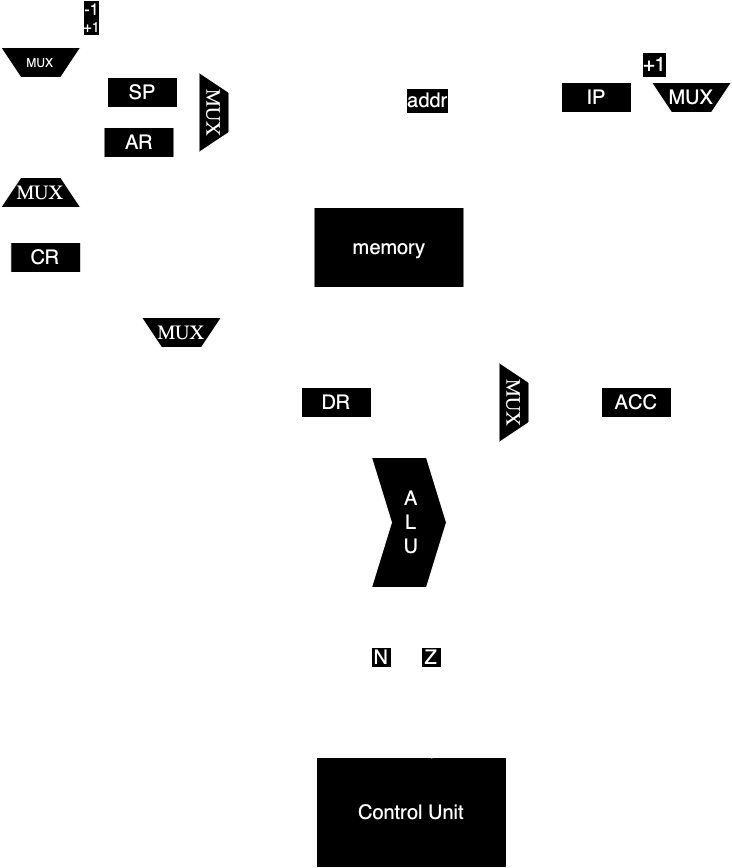 -1
+1
MUX
+1
SP
MUX
addr
IP
MUX
AR
MUX
CR
memory
MUX
DR
MUX
ACC
A
L
U
N
Z
Control Unit